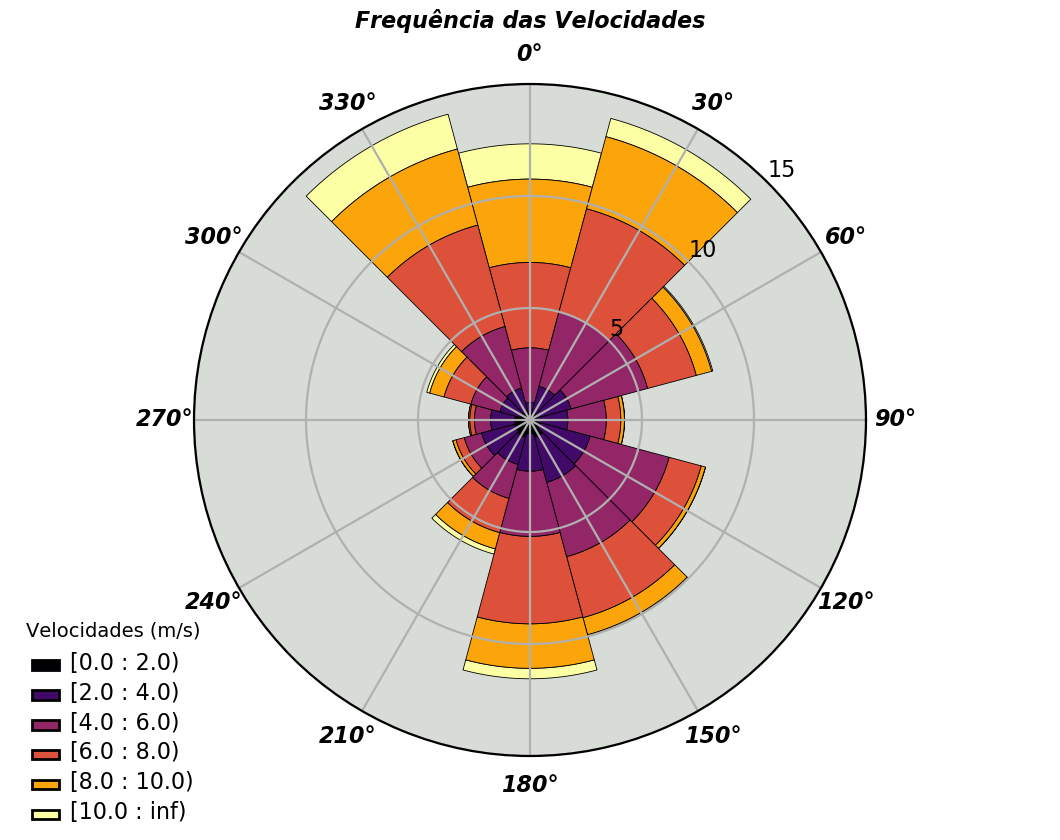 Frequência das Velocidades
0°
330°
30°
15
300°
60°
10
5
270°
90°
240°
120°
210°
150°
180°
Velocidades (m/s)
[0.0 : 2.0)
[2.0 : 4.0)
[4.0 : 6.0)
[6.0 : 8.0)
[8.0 : 10.0)
[10.0 : inf)